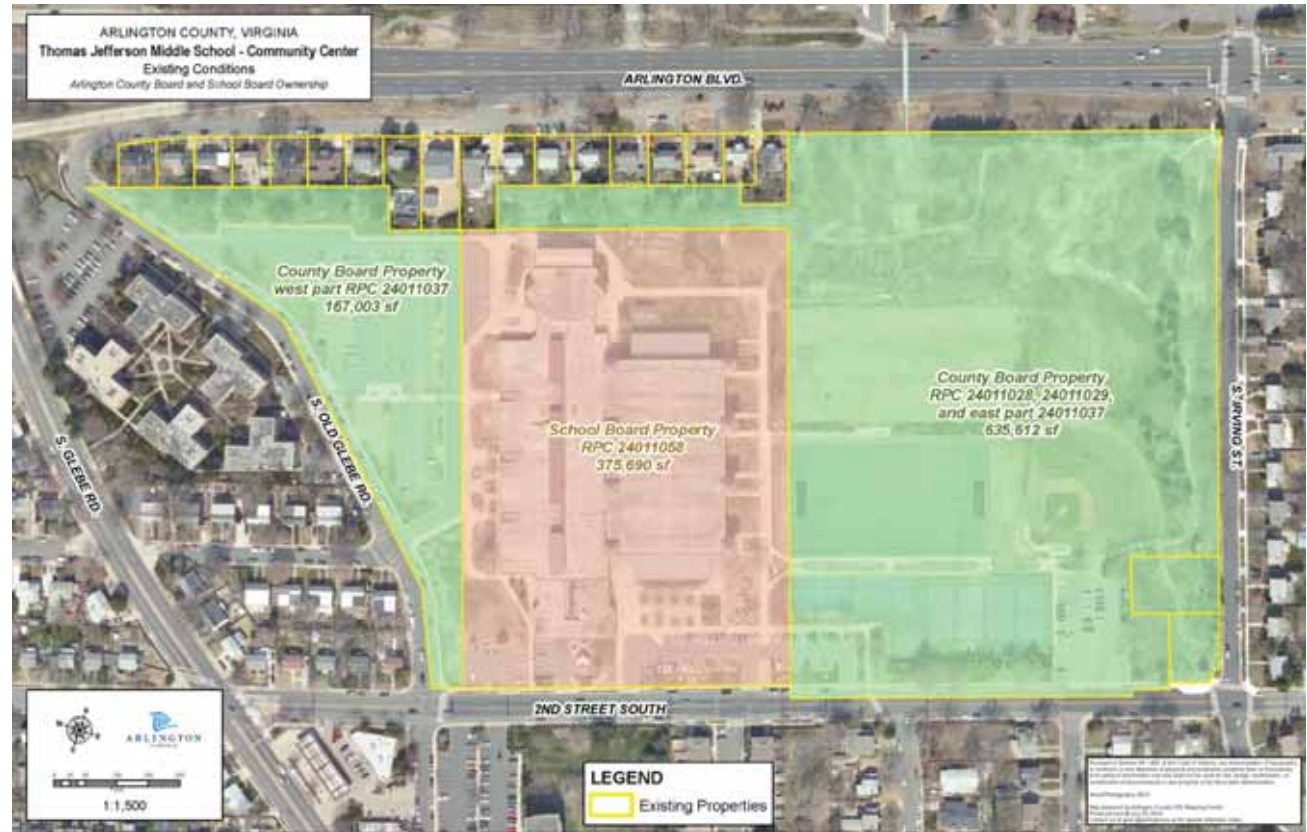 ARLINGTON COUNTY, VIRGINIA
Thomas Jefferson Middle School - Community Center
Existing Conditions
Arlington County Board and School Board Ownership
ARLINGTON BLVD.
County Board Property
west part RPC 24011037
167,003 sf
School Board Property
RPC 24011058
375,690 sf
County Board Property
RPC 24011028, 24011029,
and east part 24011037
635,612 sf
S. IRVING ST.
S. OLD GLEBE RD.
S. GLEBE RD.
2ND STREET SOUTH
ARLINGTON
1:1,500
LEGEND
Existing Properties